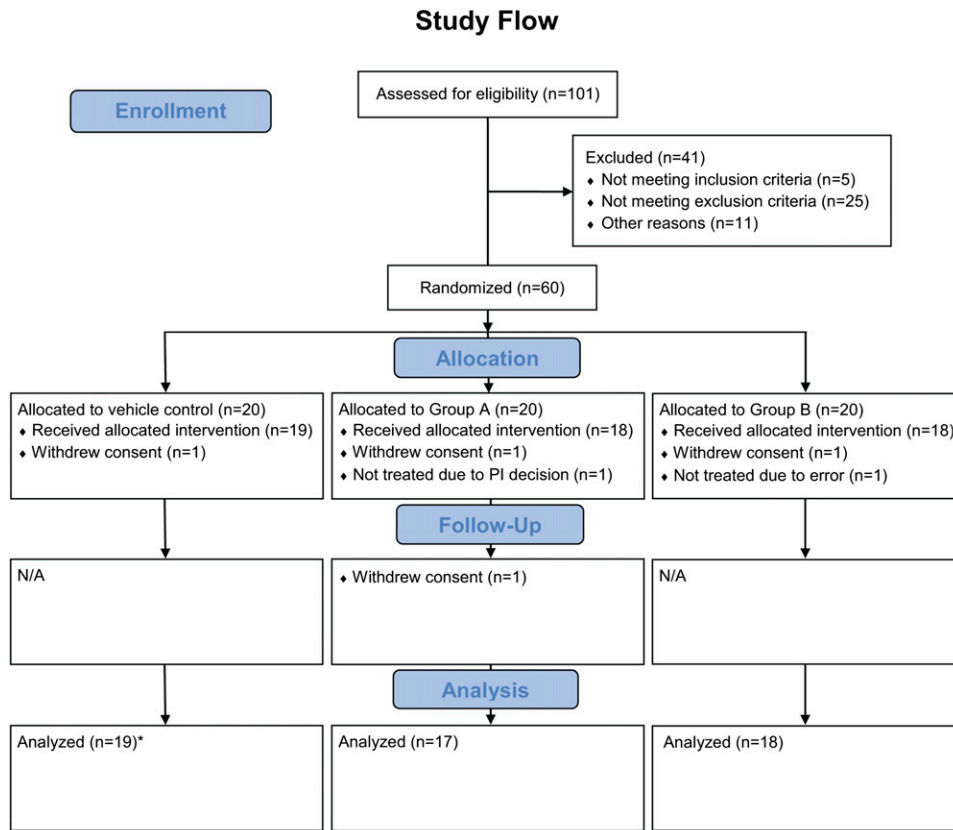 Study Flow
Enrollment
Assessed for eligibility (n=101)
Excluded (n=41)
♦ Not meeting inclusion criteria (n=5)
♦ Not meeting exclusion criteria (n=25)
♦ Other reasons (n=11)
Randomized (n=60)
Allocation
Allocated to vehicle control (n=20)
♦ Received allocated intervention (n=19)
♦ Withdrew consent (n=1)
Allocated to Group A (n=20)
♦ Received allocated intervention (n=18)
♦ Withdrew consent (n=1)
♦ Not treated due to PI decision (n=1)
Allocated to Group B (n=20)
♦ Received allocated intervention (n=18)
♦ Withdrew consent (n=1)
♦ Not treated due to error (n=1)
Follow-Up
N/A
♦ Withdrew consent (n=1)
N/A
Analysis
Analyzed (n=19)*
Analyzed (n=17)
Analyzed (n=18)